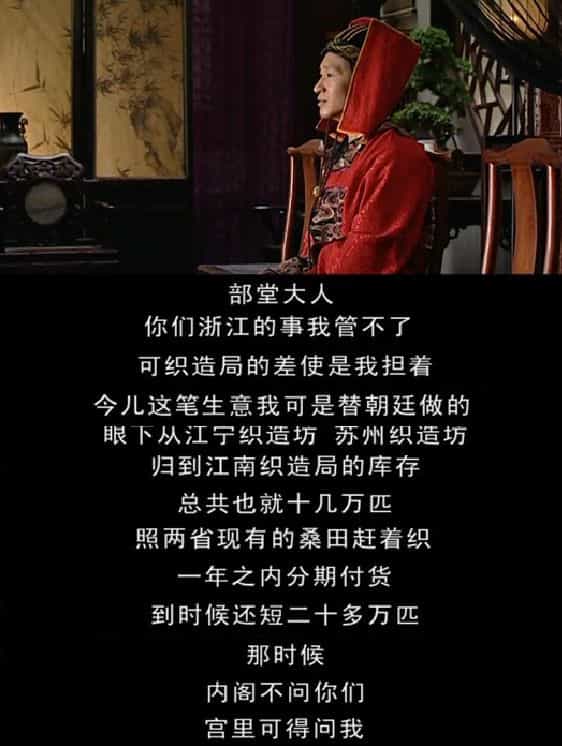 部堂大人
你们浙江的事我管不了
可织造局的差使是我担着
今儿这笔生意我可是替朝廷做的
眼下从江宁织造坊 苏州织造坊
归到江南织造局的库存
总共也就十几万匹
照两省现有的桑田赶着织
一年之内分期付货
到时候还短二十多万匹
那时候
内阁不问你们
宫里可得问我